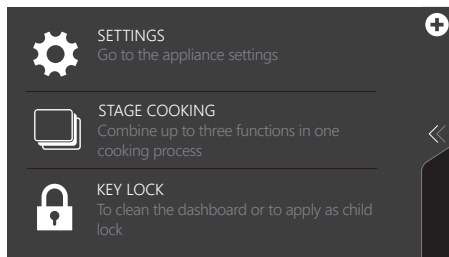 SETTINGS
Go to the appliance settings
STAGE COOKING
Combine up to three functions in one
cooking process
KEY LOCK
To clean the dashboard or to apply as child
lock